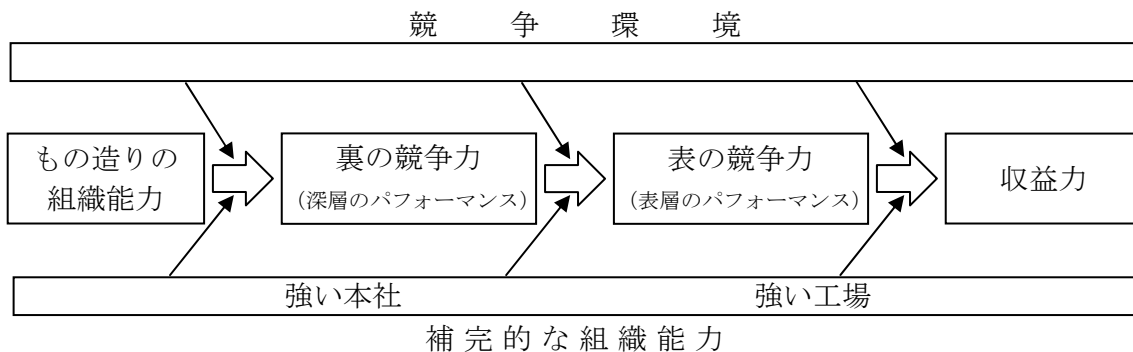 競争環境
もの造りの
組織能力
裏の競争力
(深層のパフォーマンス)
表の競争力
(表層のパフォーマンス)
収益力
強い本社
強い工場
補完的な組織能力